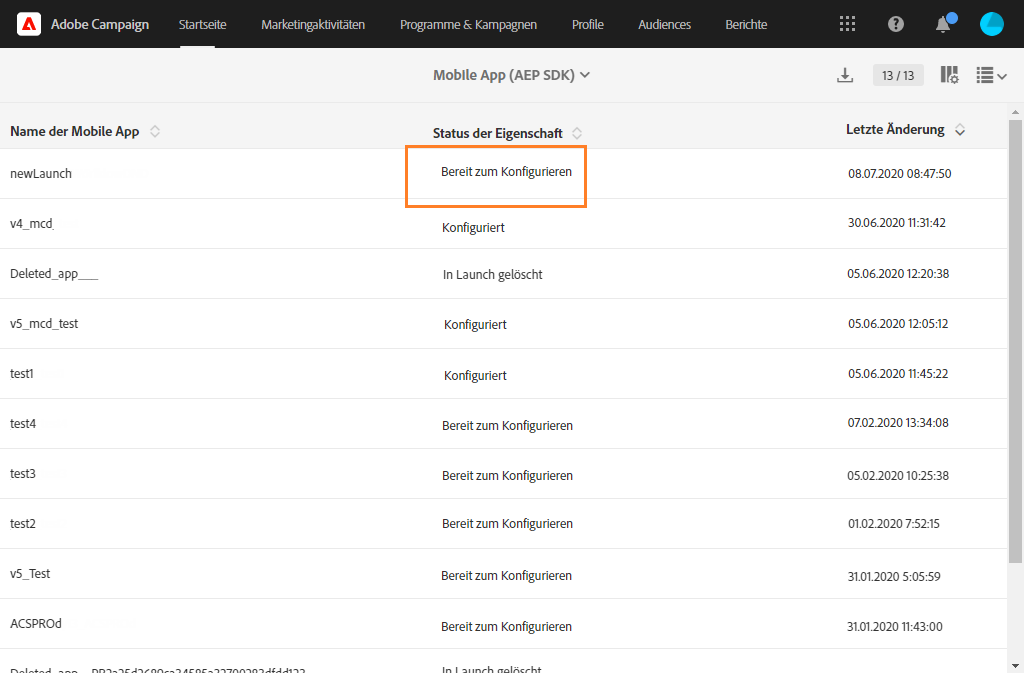 Adobe Campaign Startseite Marketingaktivitäten Programme & Kampagnen Profile Audiences Berichte
Mobile App (AEP SDK) 13 / 13
Name der Mobile App Status der Eigenschaft Letzte Änderung
newLaunch Bereit zum Konfigurieren 08.07.2020 08:47:50
v4_mcd Konfiguriert 30.06.2020 11:31:42
Deleted_app___ In Launch gelöscht 05.06.2020 12:20:38
v5_mcd_test Konfiguriert 05.06.2020 12:05:12
test1 Konfiguriert 05.06.2020 11:45:22
test4 Bereit zum Konfigurieren 07.02.2020 13:34:08
test3 Bereit zum Konfigurieren 05.02.2020 10:25:38
test2 Bereit zum Konfigurieren 01.02.2020 7:52:15
v5_Test Bereit zum Konfigurieren 31.01.2020 5:05:59
ACSPROd Bereit zum Konfigurieren 31.01.2020 11:43:00
In Launch gelöscht